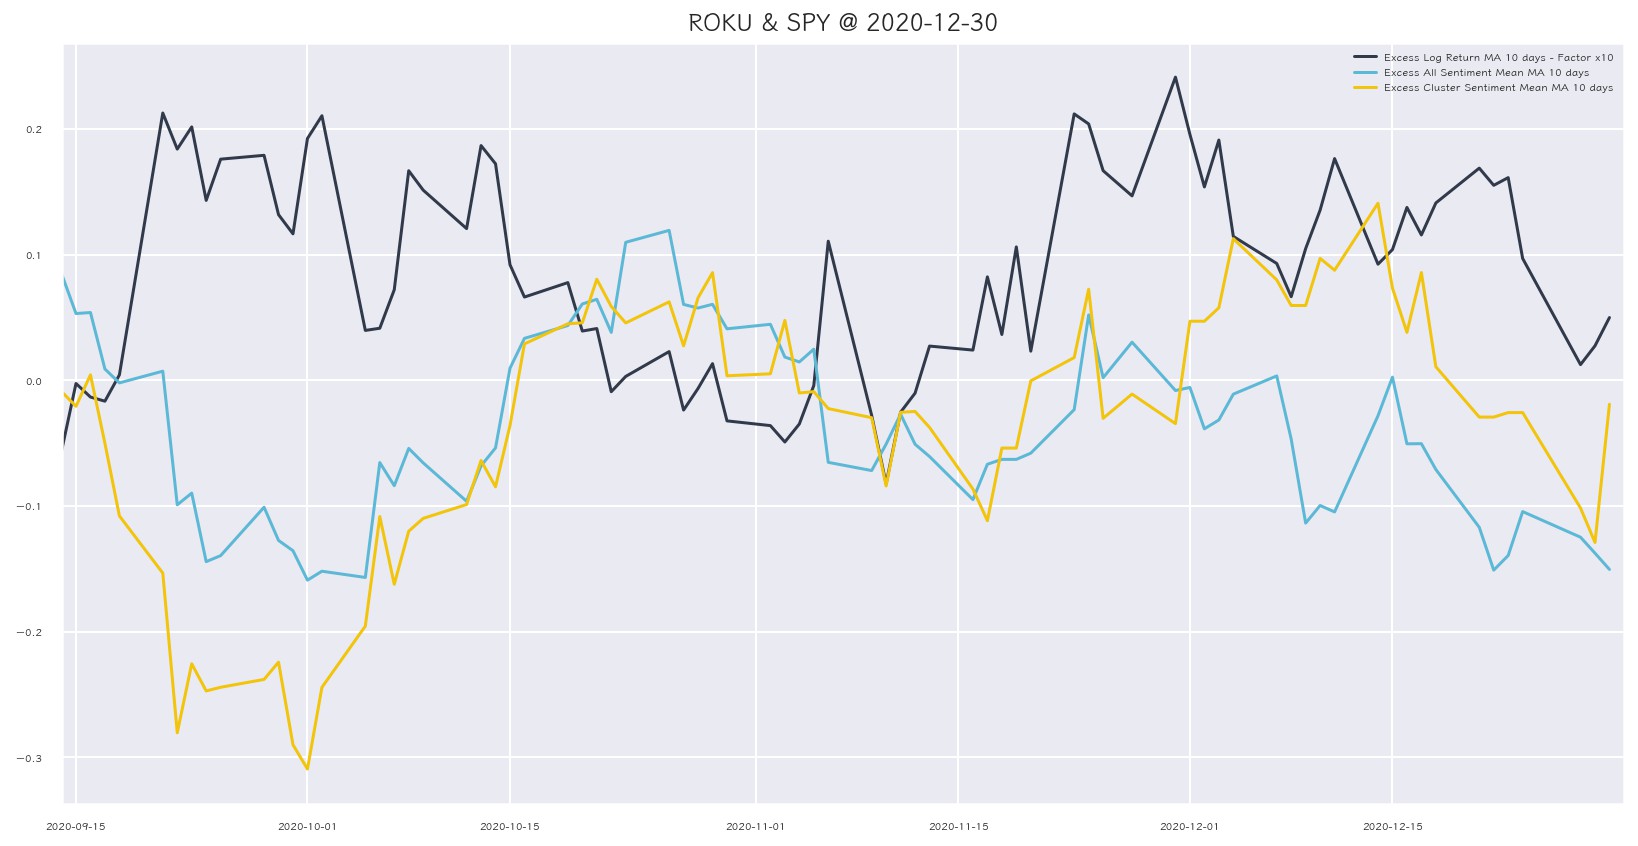 ROKU & SPY @ 2020-12-30
Excess Log Return MA 10 days - Factor x10
Excess All Sentiment Mean MA 10 days
Excess Cluster Sentiment Mean MA 10 days
0.2
0.1
0.0
−0.1
−0.2
−0.3
2020-09-15 2020-10-01 2020-10-15 2020-11-01 2020-11-15 2020-12-01 2020-12-15